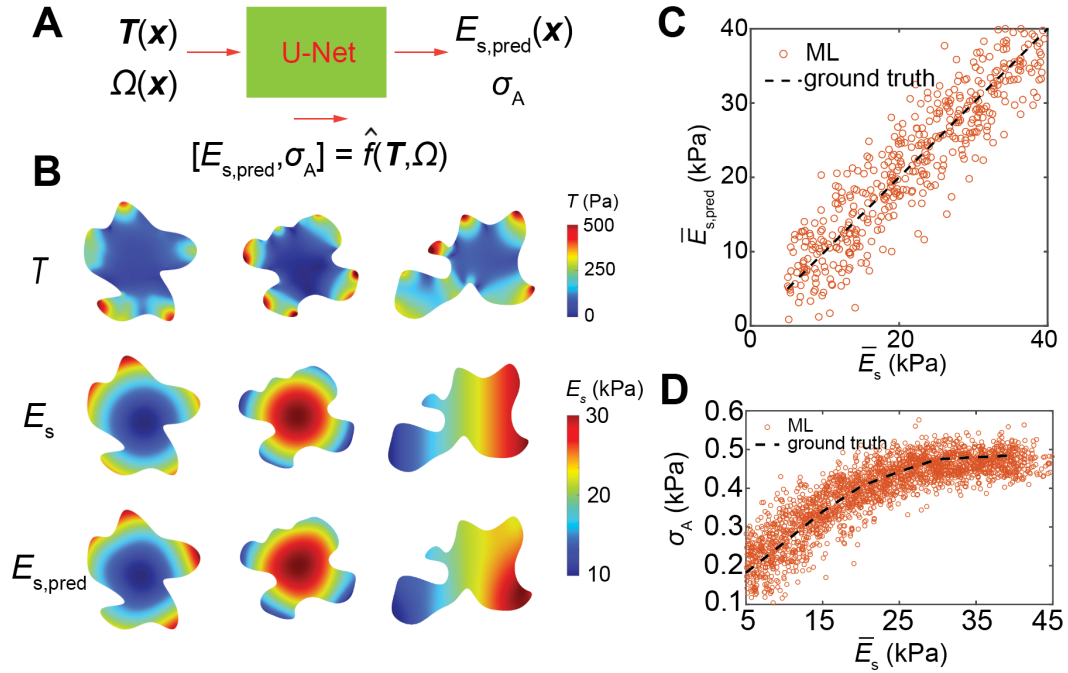 A
T(x)
Ω(x)
U-Net
E_s,pred(x)
σ_A
[E_s,pred,σ_A] = f̂(T,Ω)
B
T
T (Pa)
500
250
0
E_s
E_s (kPa)
30
20
10
E_s,pred
C
ML
ground truth
40
30
20
10
0
Ē_s,pred (kPa)
0
20
40
Ē_s (kPa)
D
ML
ground truth
0.6
0.5
0.4
0.3
0.2
0.1
σ_A (kPa)
5
15
25
35
45
Ē_s (kPa)